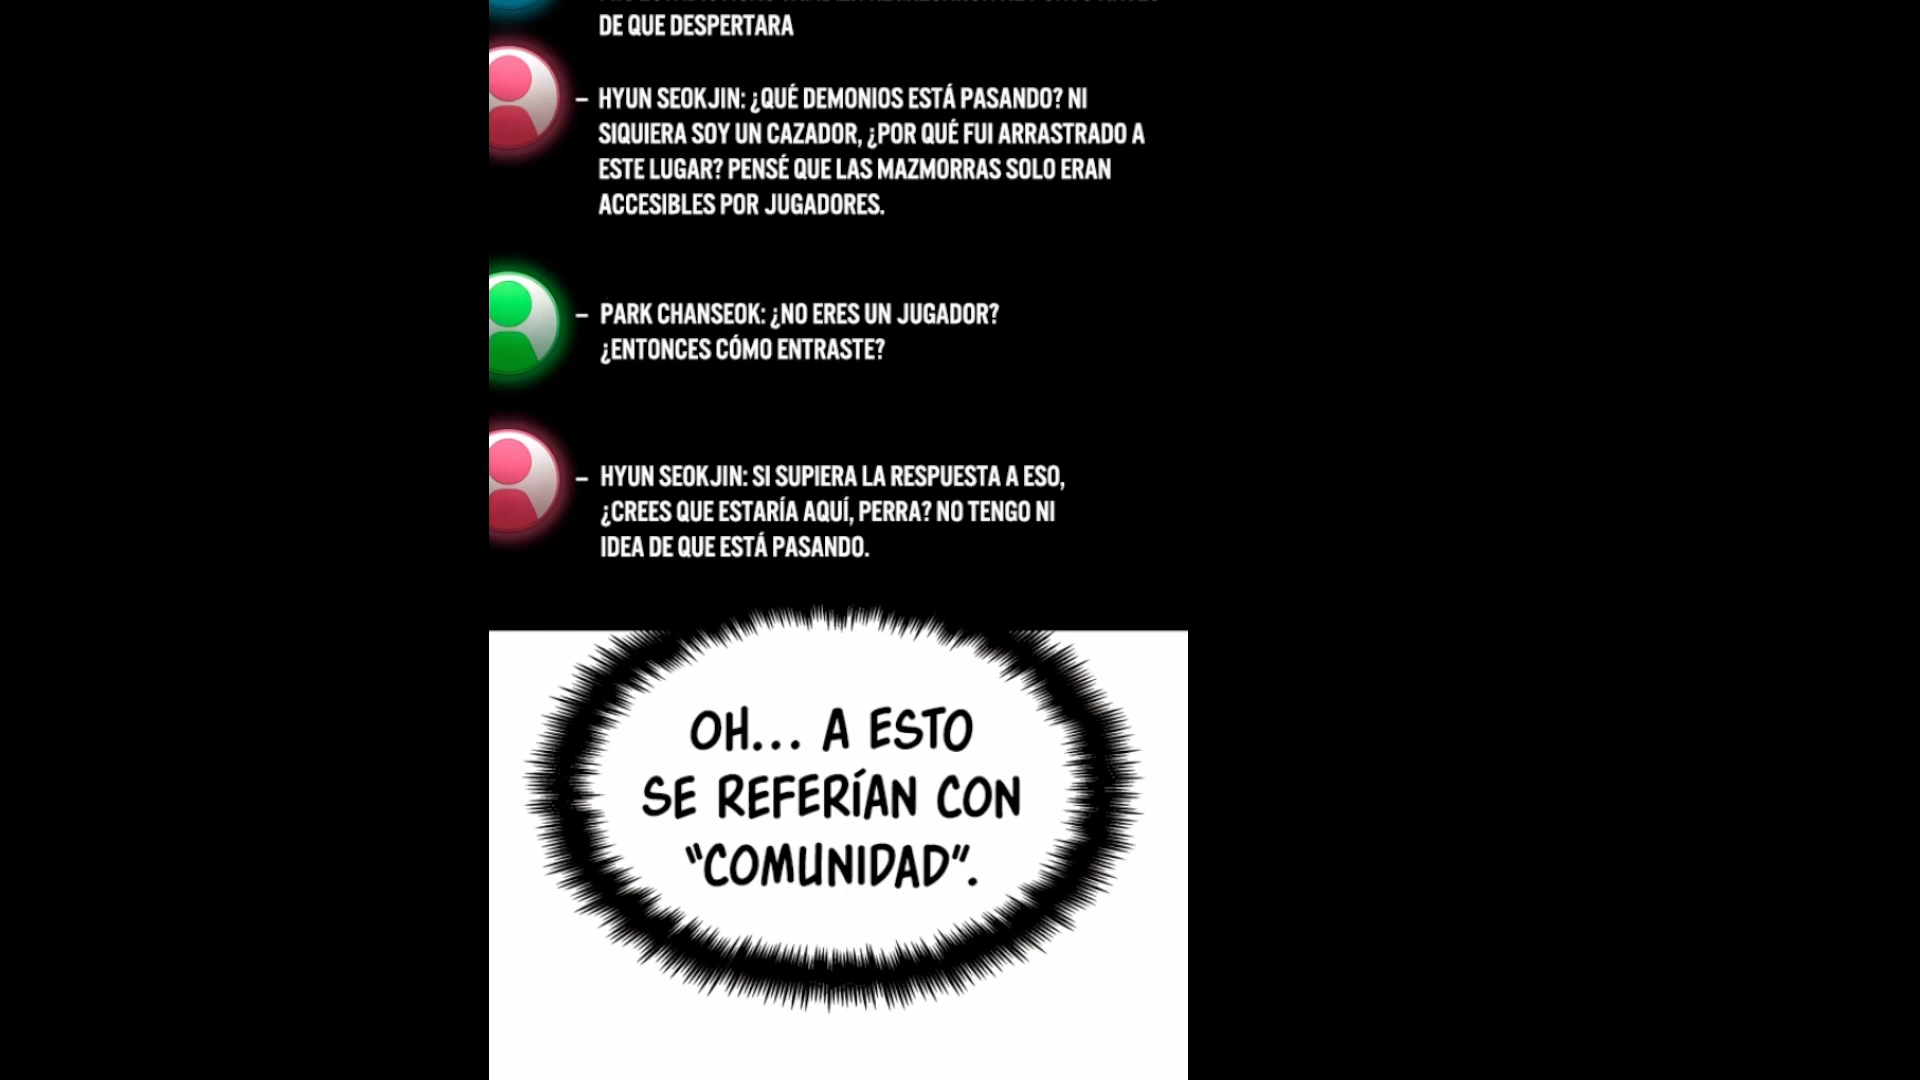 DE QUE DESPERTARA
– HYUN SEOKJIN: ¿QUÉ DEMONIOS ESTÁ PASANDO? NI
SIQUIERA SOY UN CAZADOR, ¿POR QUÉ FUI ARRASTRADO A
ESTE LUGAR? PENSÉ QUE LAS MAZMORRAS SOLO ERAN
ACCESIBLES POR JUGADORES.
– PARK CHANSEOK: ¿NO ERES UN JUGADOR?
¿ENTONCES CÓMO ENTRASTE?
– HYUN SEOKJIN: SI SUPIERA LA RESPUESTA A ESO,
¿CREES QUE ESTARÍA AQUÍ, PERRA? NO TENGO NI
IDEA DE QUE ESTÁ PASANDO.
OH... A ESTO
SE REFERÍAN CON
"COMUNIDAD".